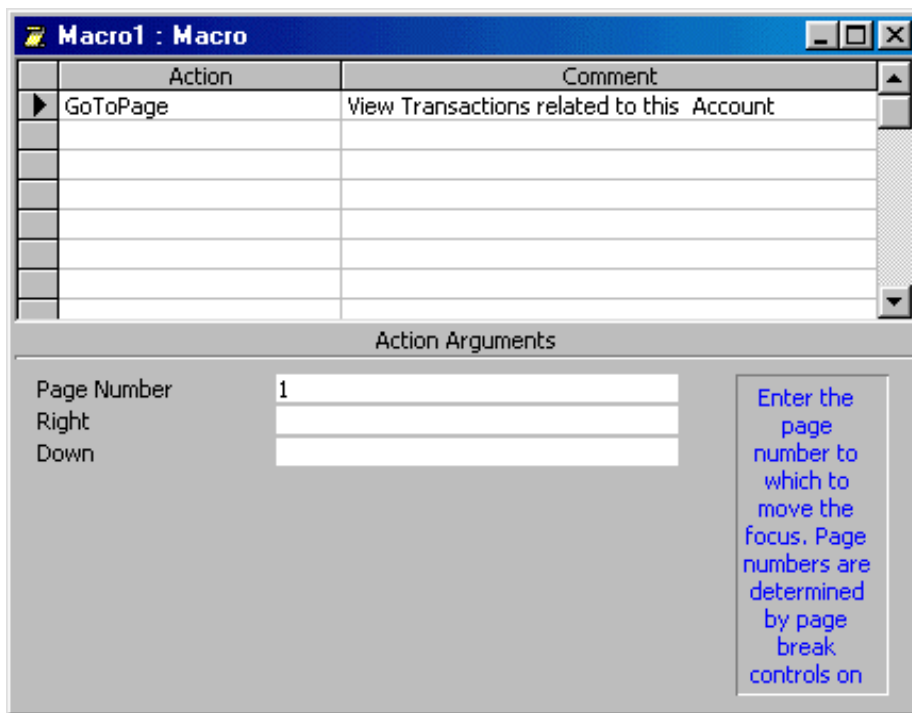 Macro1 : Macro
Action Comment
GoToPage View Transactions related to this  Account
Action Arguments
Page Number 1
Right
Down
Enter the
page
number to
which to
move the
focus. Page
numbers are
determined
by page
break
controls on